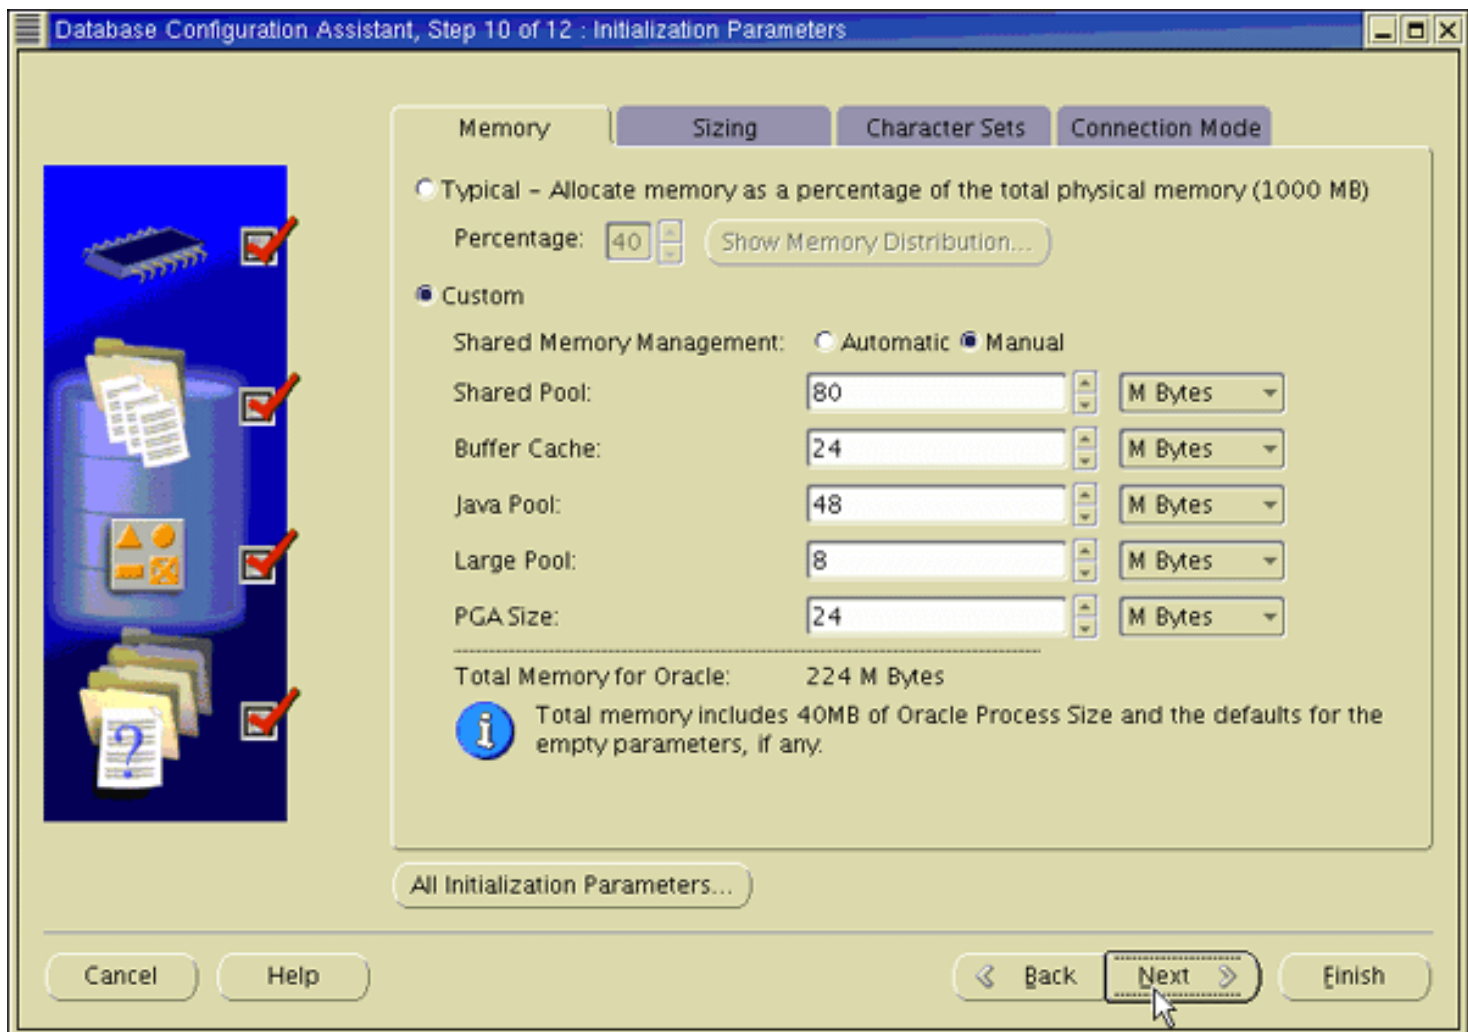 Database Configuration Assistant, Step 10 of 12 : Initialization Parameters
Memory Sizing Character Sets Connection Mode
Typical – Allocate memory as a percentage of the total physical memory (1000 MB)
Percentage: 40 Show Memory Distribution...
Custom
Shared Memory Management: Automatic Manual
Shared Pool: 80 M Bytes
Buffer Cache: 24 M Bytes
Java Pool: 48 M Bytes
Large Pool: 8 M Bytes
PGA Size: 24 M Bytes
Total Memory for Oracle: 224 M Bytes
Total memory includes 40MB of Oracle Process Size and the defaults for the
empty parameters, if any.
All Initialization Parameters...
Cancel Help Back Next Finish